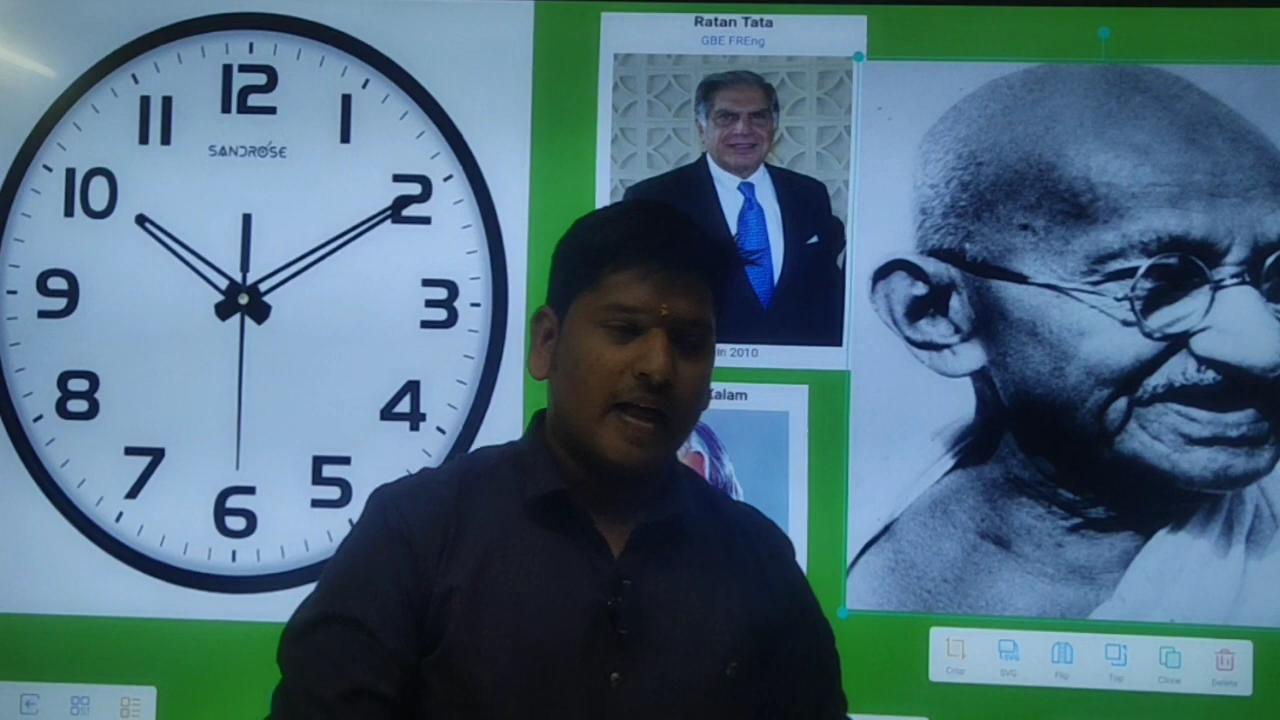 12
11
1
SANDROSE
10
2
9
3
8
4
7
5
6
Ratan Tata
GBE FREng
in 2010
Kalam
Crop
SVG
Flip
Top
Clone
Delete